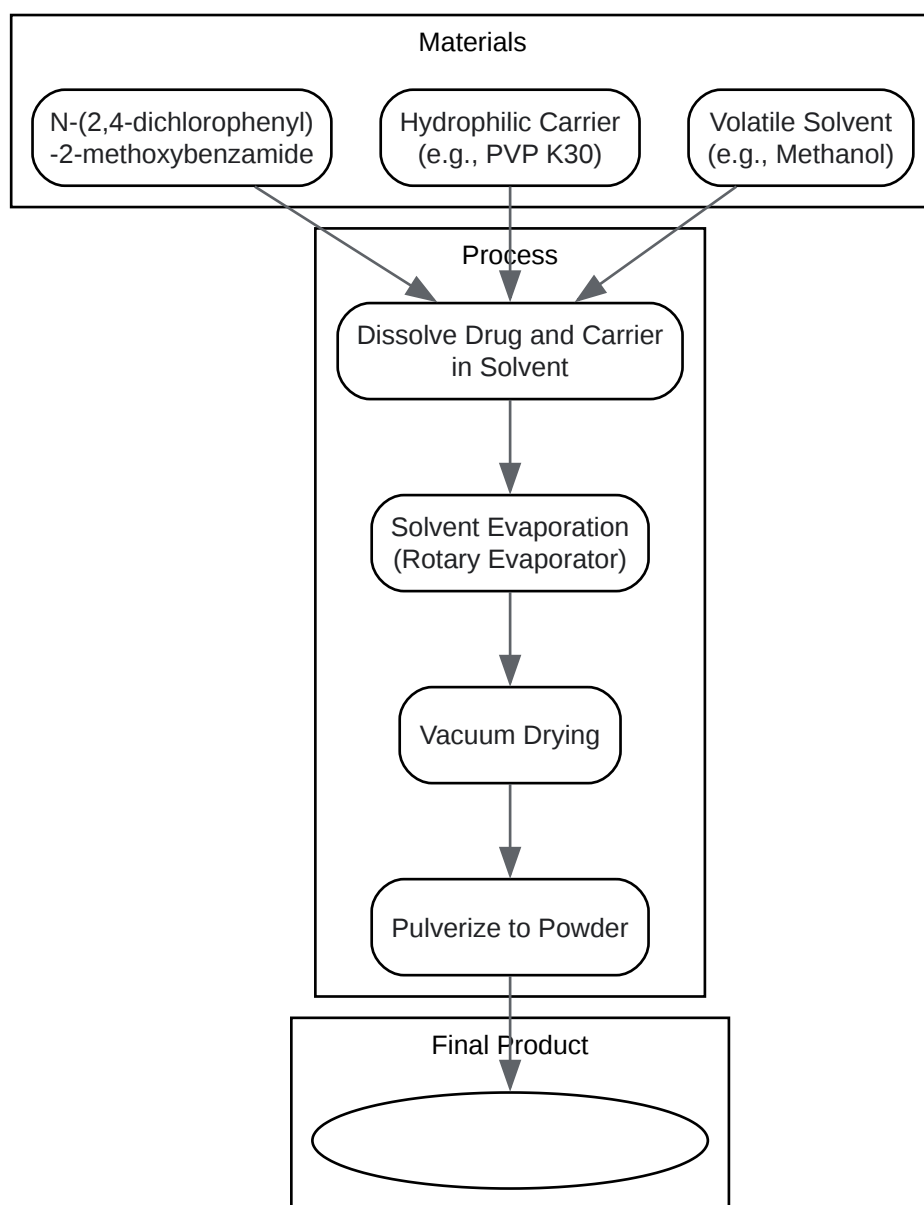 Materials
N-(2,4-dichlorophenyl)
-2-methoxybenzamide
Hydrophilic Carrier
(e.g., PVP K30)
Volatile Solvent
(e.g., Methanol)
Process
Dissolve Drug and Carrier
in Solvent
Solvent Evaporation
(Rotary Evaporator)
Vacuum Drying
Pulverize to Powder
Final Product